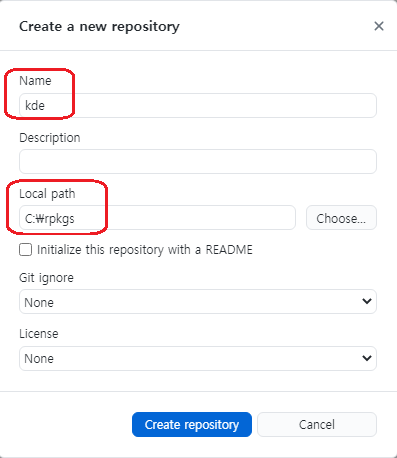 Create a new repository
Name
kde
Description
Local path
C:₩rpkgs
Choose...
Initialize this repository with a README
Git ignore
None
License
None
Create repository
Cancel